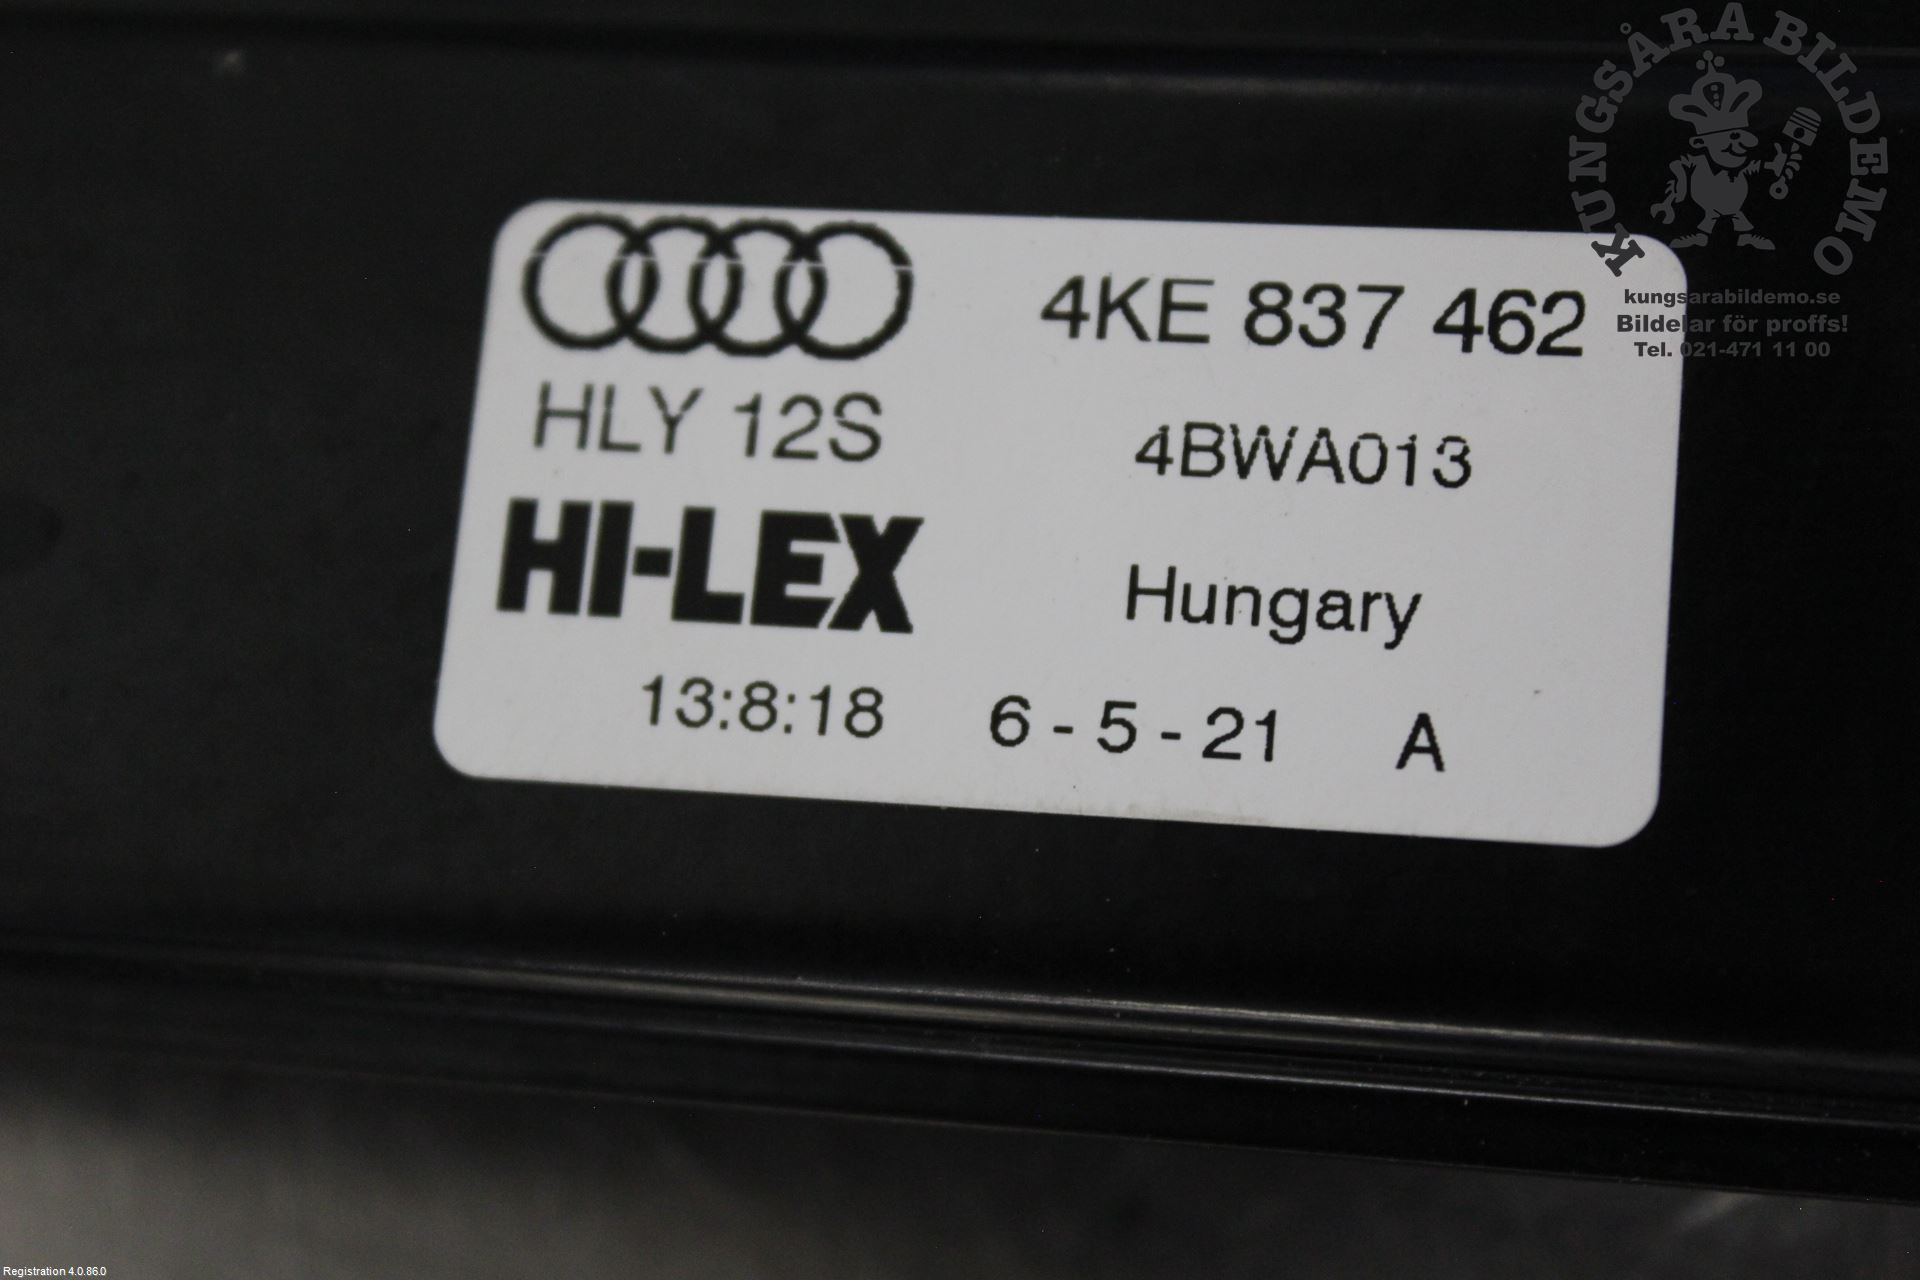 KUNGSÅRA BILDEMO
kungsarabildemo.se
Bildelar för proffs!
Tel. 021-471 11 00
4KE 837 462
HLY 12S
4BWA013
HI-LEX
Hungary
13:8:18 6 - 5 - 21 A
Registration 4.0.86.0